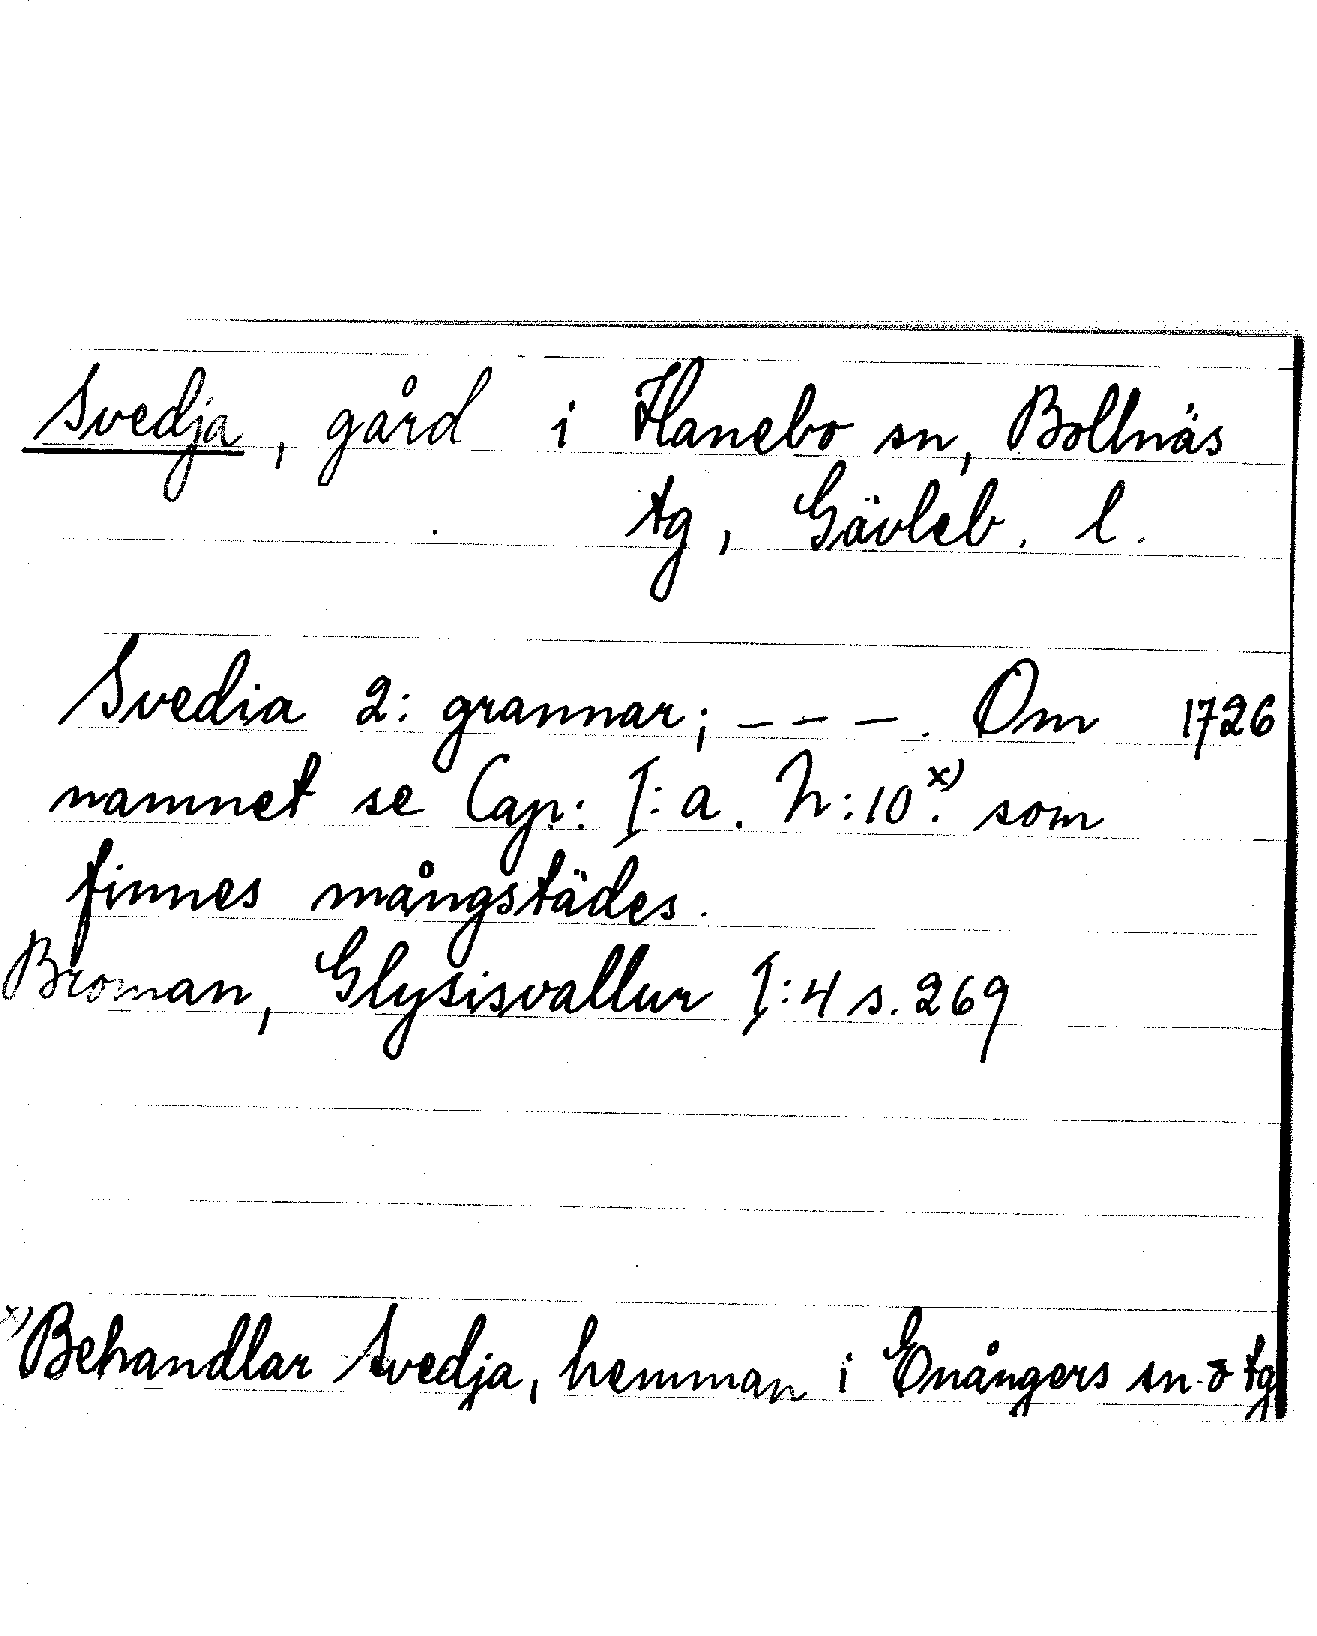 Svedja, gård i Hanebo sn, Bollnäs
tg, Gävleb. l.
Svedia 2: grannar; – – –. Om 1726
namnet se Cap: I: a. N:10.x) som
finnes mångstädes.
Broman, Glysisvallur I:4 s. 269
x) Behandlar Svedja, hemman i Enångers sn o tg